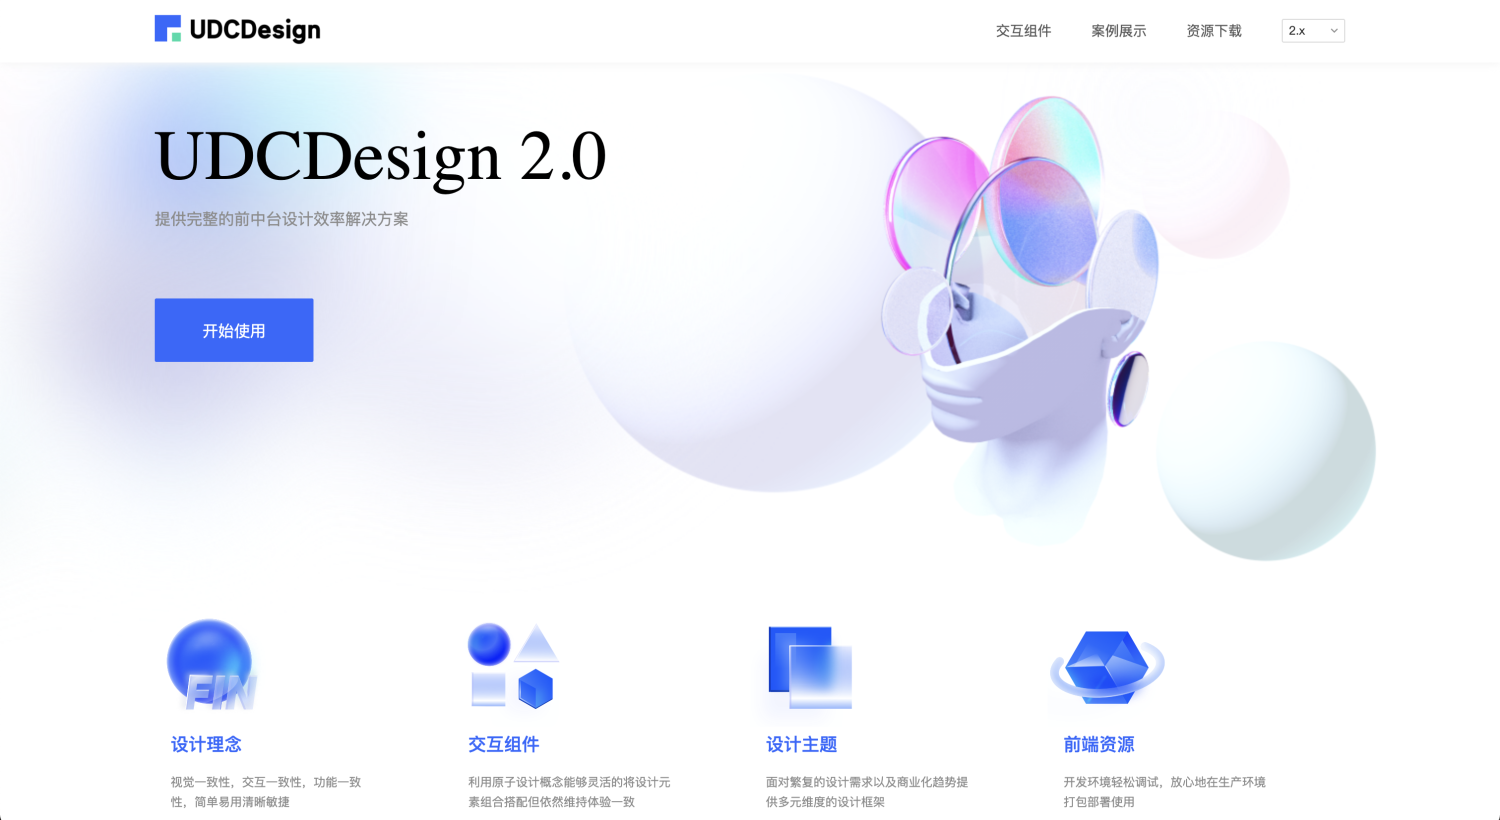 UDCDesign
交互组件
案例展示
资源下载
2.x
UDCDesign 2.0
提供完整的前中台设计效率解决方案
开始使用
FIN
设计理念
视觉一致性，交互一致性，功能一致
性，简单易用清晰敏捷
交互组件
利用原子设计概念能够灵活的将设计元
素组合搭配但依然维持体验一致
设计主题
面对繁复的设计需求以及商业化趋势提
供多元维度的设计框架
前端资源
开发环境轻松调试，放心地在生产环境
打包部署使用